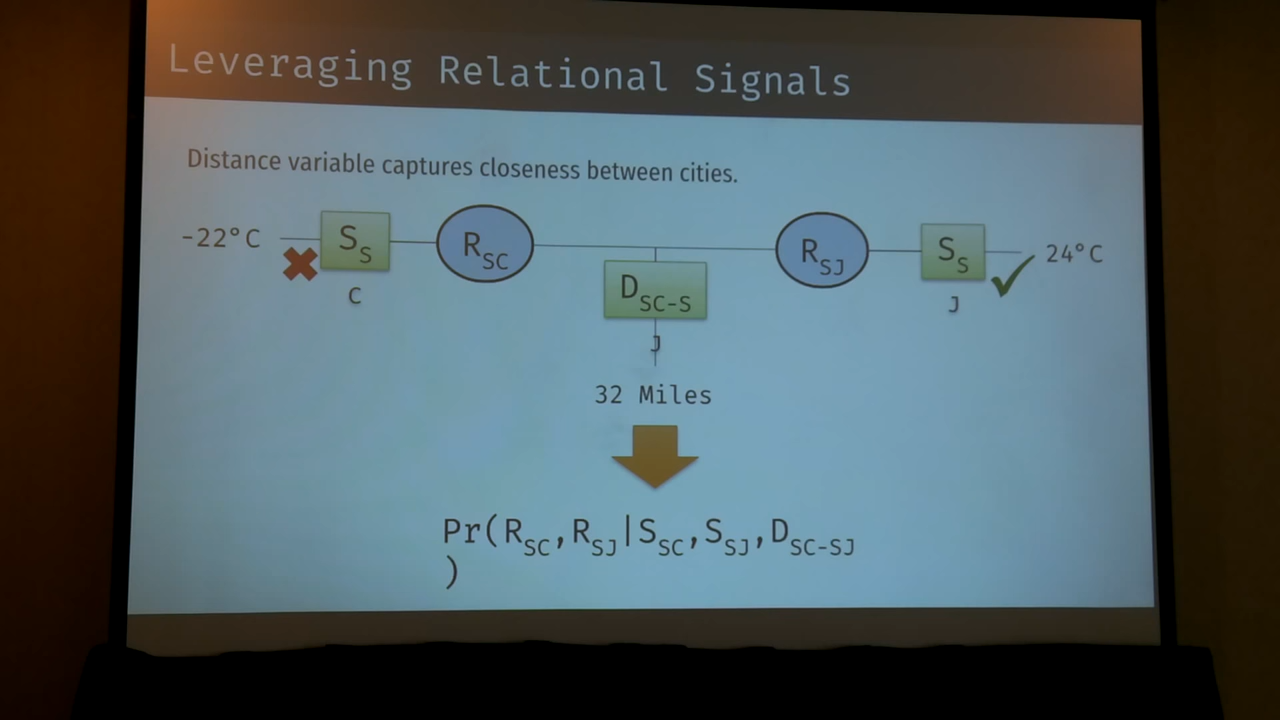 Leveraging Relational Signals
Distance variable captures closeness between cities.
-22°C S_S R_SC R_SJ S_S 24°C
C D_SC-S J
J
32 Miles
Pr(R_SC,R_SJ|S_SC,S_SJ,D_SC-SJ
)